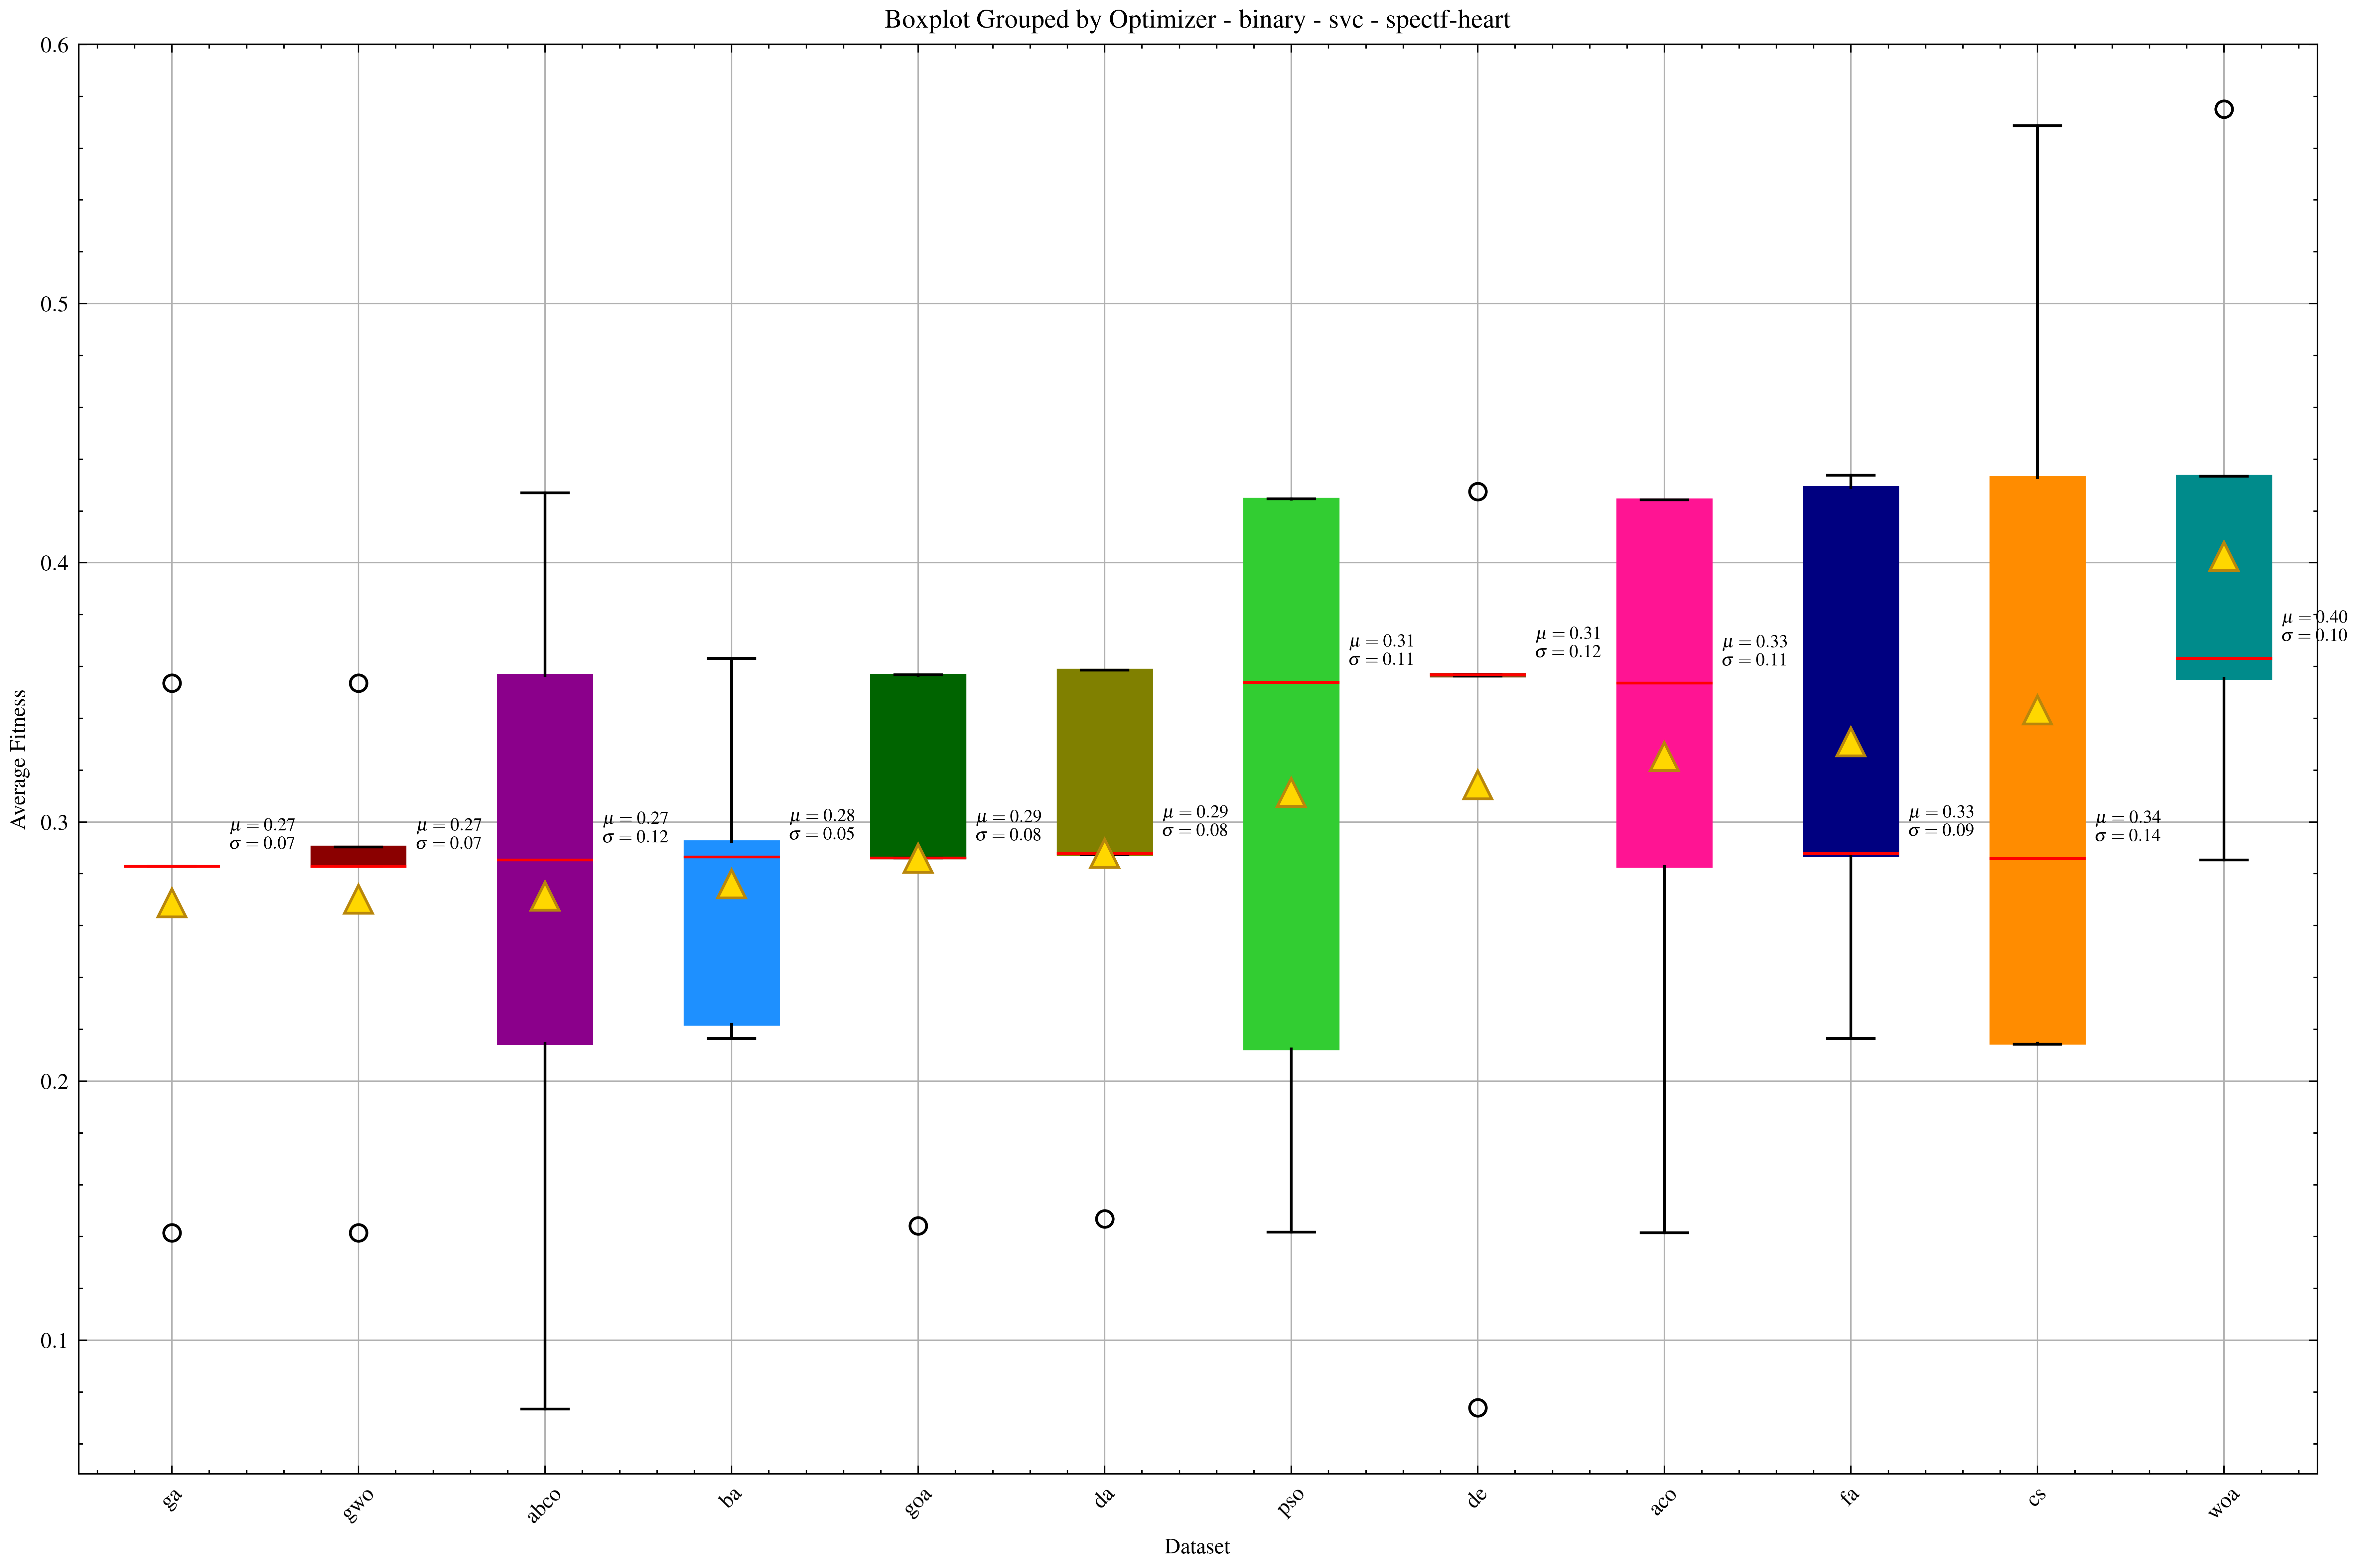 Boxplot Grouped by Optimizer - binary - svc - spectf-heart
Average Fitness
0.6
0.5
0.4
0.3
0.2
0.1
μ = 0.27
σ = 0.07
μ = 0.27
σ = 0.07
μ = 0.27
σ = 0.12
μ = 0.28
σ = 0.05
μ = 0.29
σ = 0.08
μ = 0.29
σ = 0.08
μ = 0.31
σ = 0.11
μ = 0.31
σ = 0.12
μ = 0.33
σ = 0.11
μ = 0.33
σ = 0.09
μ = 0.34
σ = 0.14
μ = 0.40
σ = 0.10
ga
gwo
abco
ba
goa
da
pso
de
aco
fa
cs
woa
Dataset